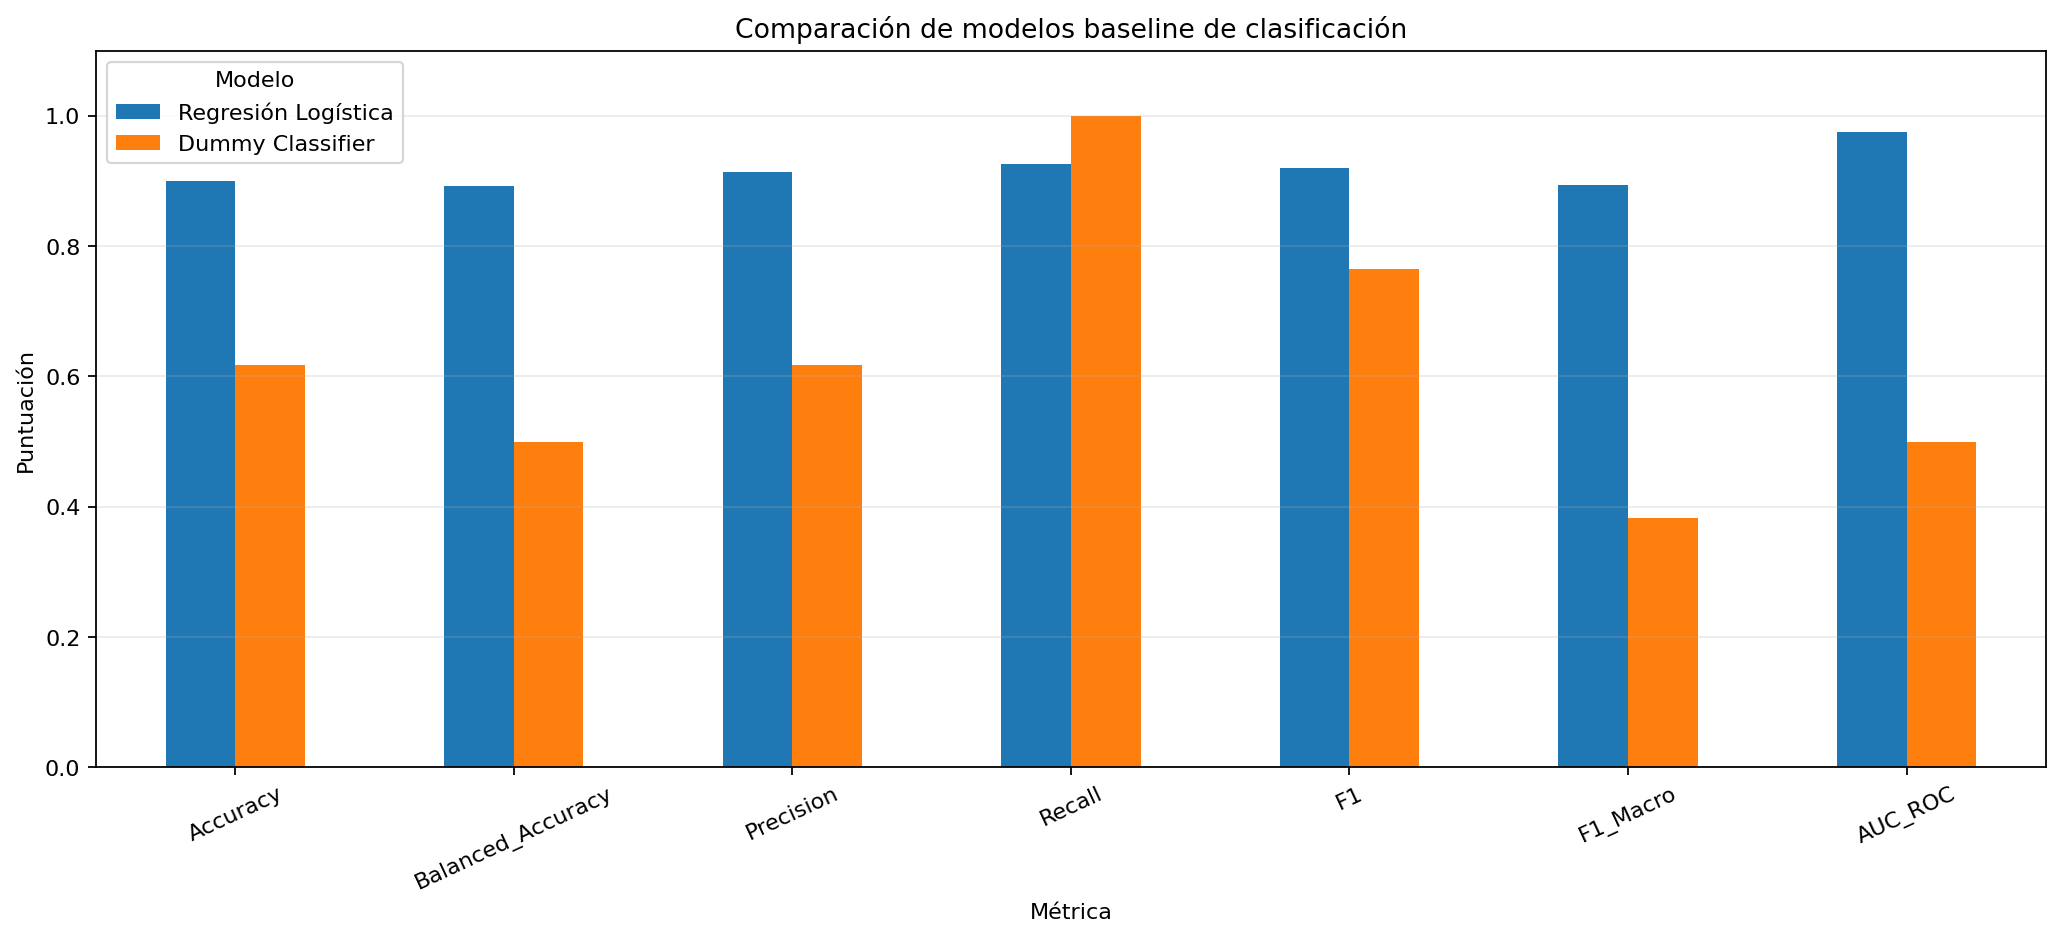 Comparación de modelos baseline de clasificación
Modelo
Regresión Logística
Dummy Classifier
Puntuación
1.0
0.8
0.6
0.4
0.2
0.0
Accuracy
Balanced_Accuracy
Precision
Recall
F1
F1_Macro
AUC_ROC
Métrica